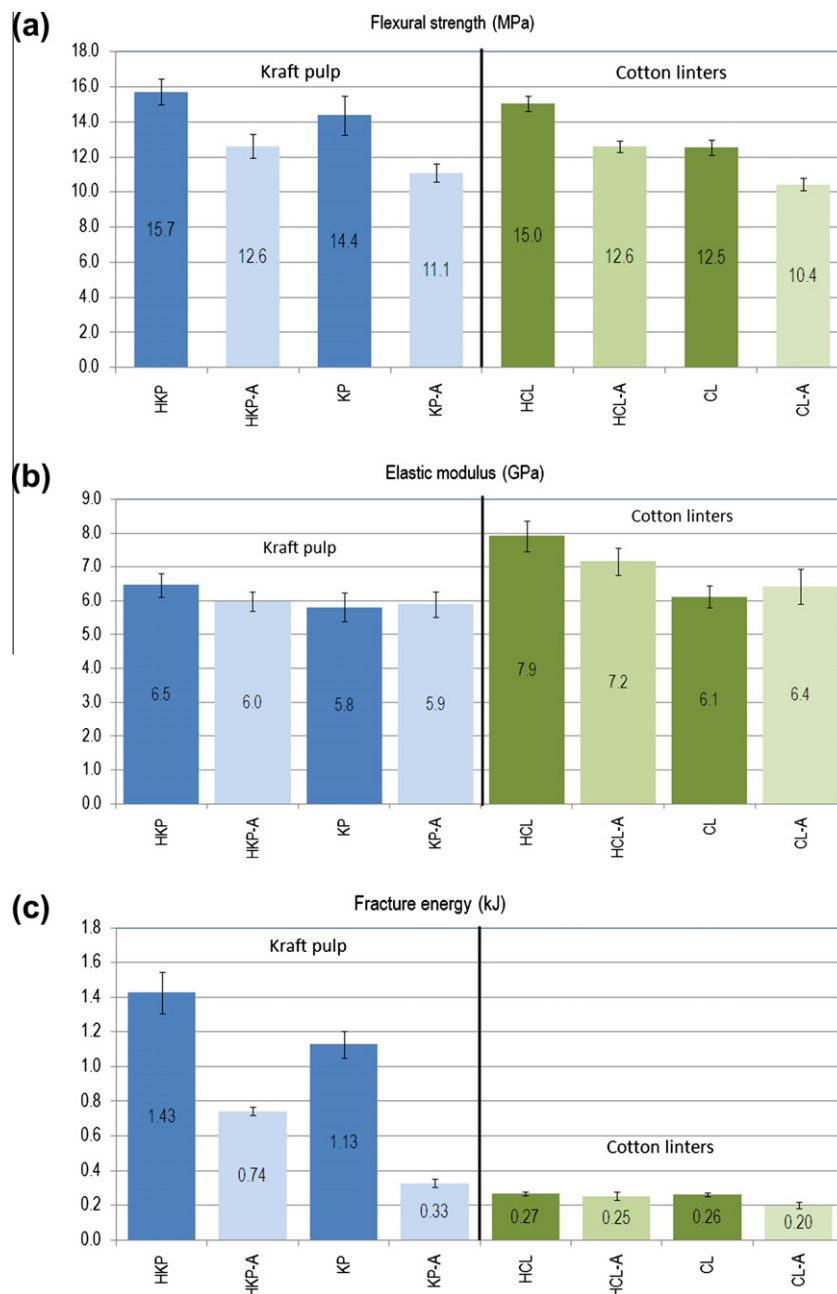 (a)
Flexural strength (MPa)
18.0
16.0
14.0
12.0
10.0
8.0
6.0
4.0
2.0
0.0
Kraft pulp
Cotton linters
15.7
12.6
14.4
11.1
15.0
12.6
12.5
10.4
HKP
HKP-A
KP
KP-A
HCL
HCL-A
CL
CL-A
(b)
Elastic modulus (GPa)
9.0
8.0
7.0
6.0
5.0
4.0
3.0
2.0
1.0
0.0
Kraft pulp
Cotton linters
6.5
6.0
5.8
5.9
7.9
7.2
6.1
6.4
HKP
HKP-A
KP
KP-A
HCL
HCL-A
CL
CL-A
(c)
Fracture energy (kJ)
1.8
1.6
1.4
1.2
1.0
0.8
0.6
0.4
0.2
0.0
Kraft pulp
Cotton linters
1.43
0.74
1.13
0.33
0.27
0.25
0.26
0.20
HKP
HKP-A
KP
KP-A
HCL
HCL-A
CL
CL-A